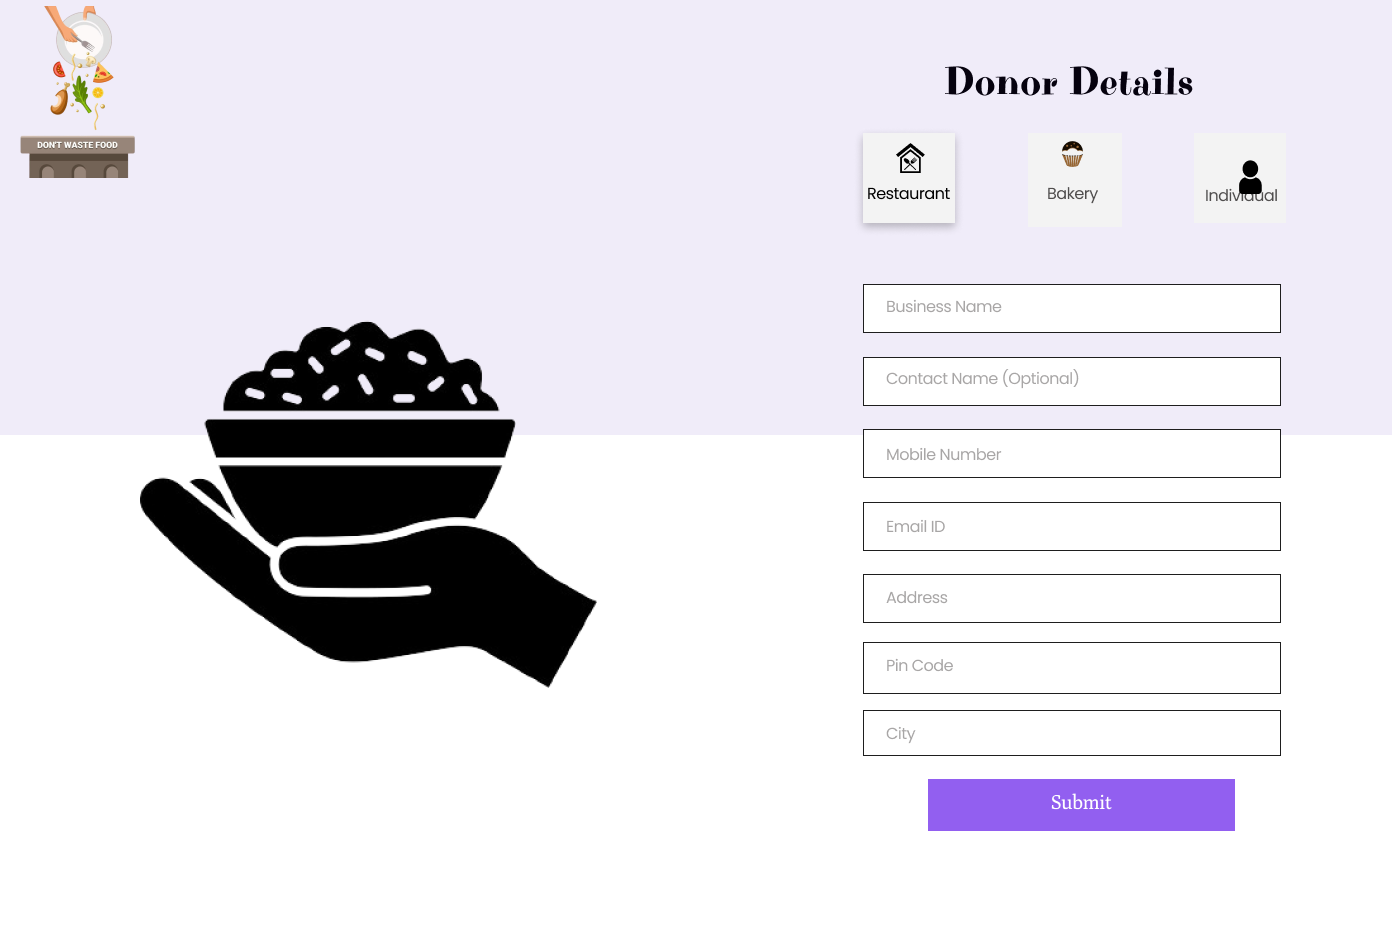 DON'T WASTE FOOD
Donor Details
Restaurant
Bakery
Individual
Business Name
Contact Name (Optional)
Mobile Number
Email ID
Address
Pin Code
City
Submit